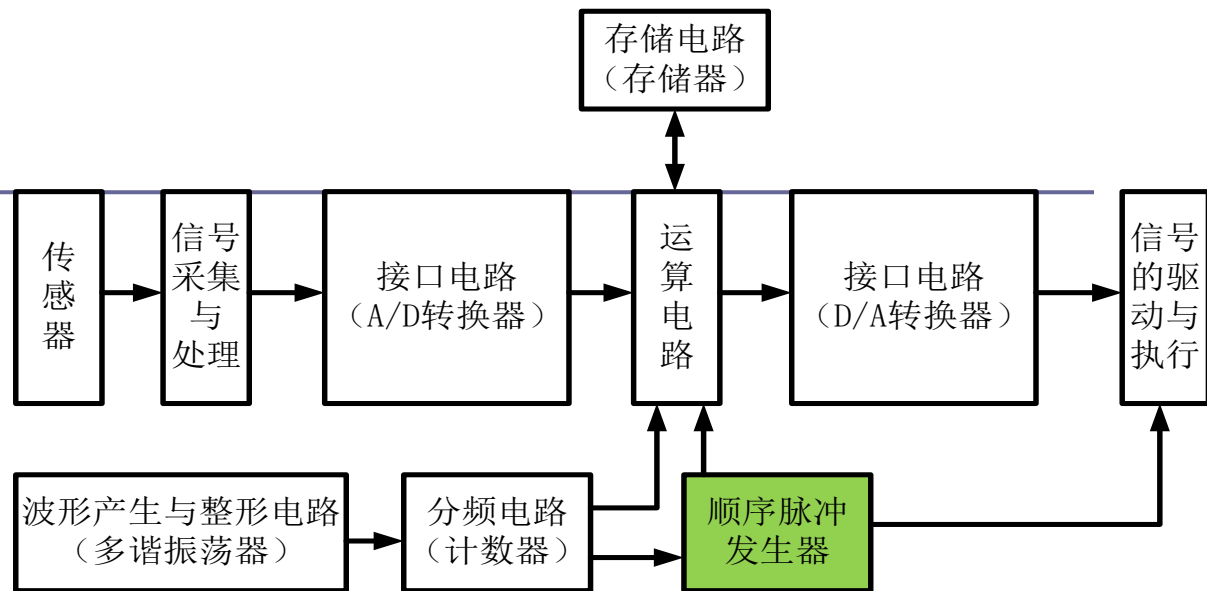 存储电路
（存储器）
传
感
器
信号
采集
与
处理
接口电路
（A/D转换器）
运
算
电
路
接口电路
（D/A转换器）
信号
的驱
动与
执行
波形产生与整形电路
（多谐振荡器）
分频电路
（计数器）
顺序脉冲
发生器